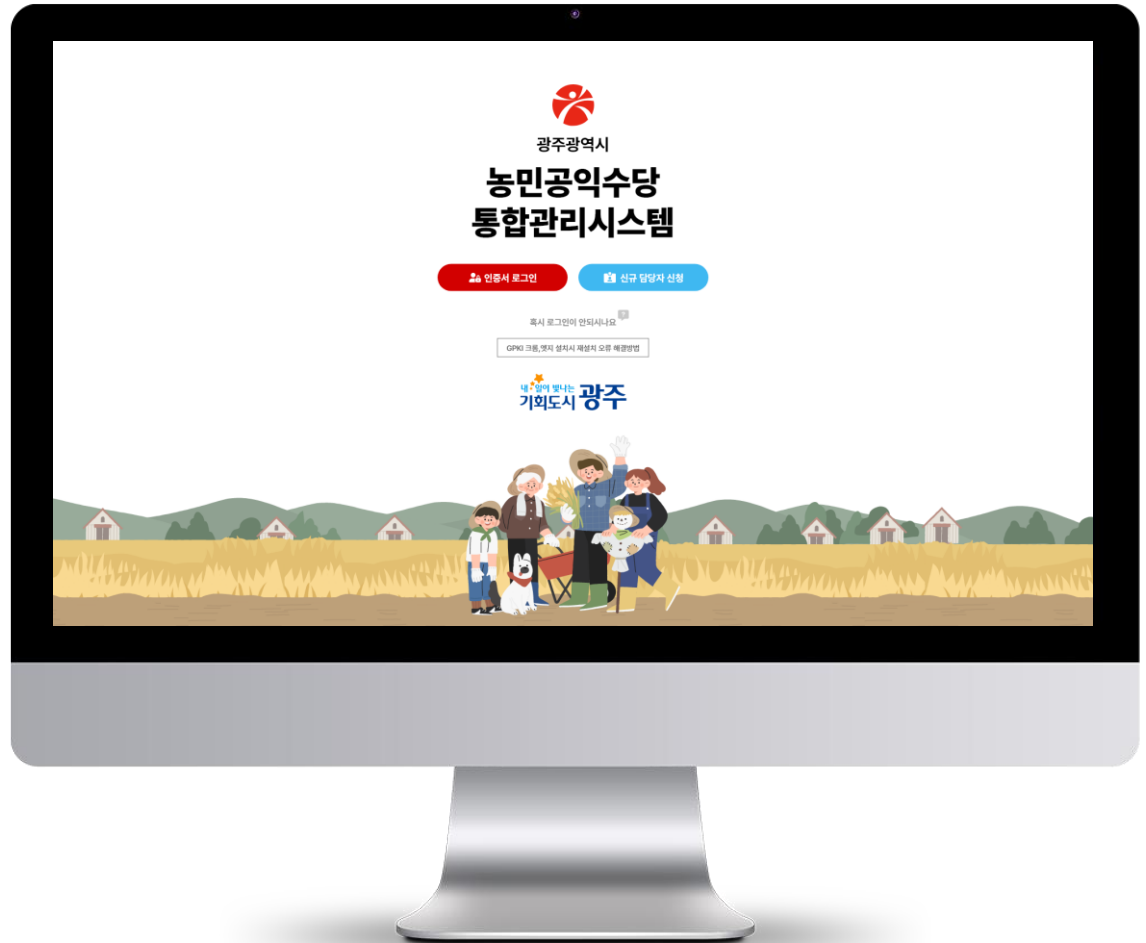 광주광역시
농민공익수당
통합관리시스템
인증서 로그인
신규 담당자 신청
혹시 로그인이 안되시나요
?
GPKI 크롬,엣지 설치시 재설치 오류 해결방법
내☆일이 빛나는
기회도시 광주